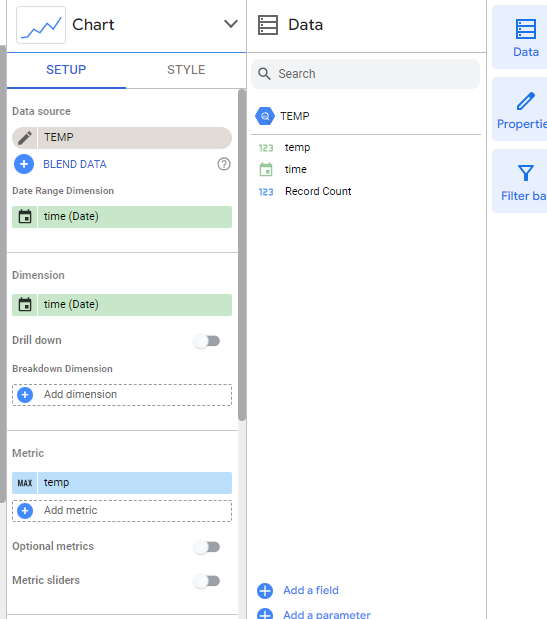 Chart
SETUP
STYLE
Data source
TEMP
BLEND DATA
Date Range Dimension
time (Date)
Dimension
time (Date)
Drill down
Breakdown Dimension
Add dimension
Metric
MAX temp
Add metric
Optional metrics
Metric sliders
Data
Search
TEMP
123 temp
time
123 Record Count
Add a field
Add a parameter
Data
Propertie
Filter ba